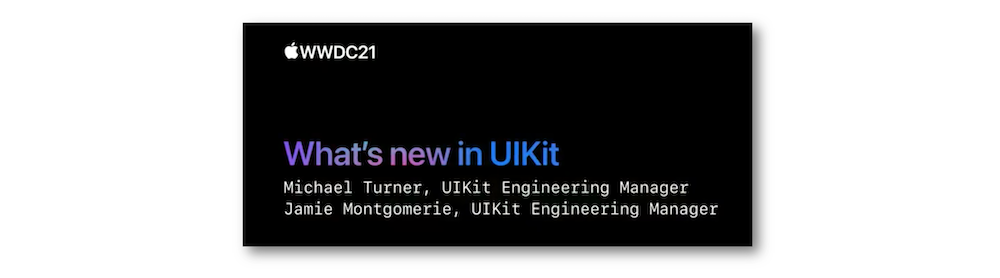 WWDC21
What’s new in UIKit
Michael Turner, UIKit Engineering Manager
Jamie Montgomerie, UIKit Engineering Manager